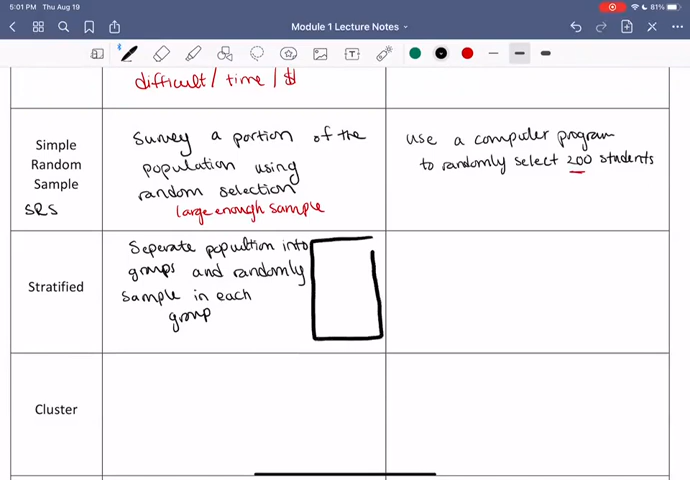 5:01 PM Thu Aug 19
81%
Module 1 Lecture Notes
difficult / time / $
Simple
Random
Sample
SRS
Survey a portion of the
population using
random selection
large enough sample
use a computer program
to randomly select 200 students
Stratified
Seperate popultion into
groups and randomly
sample in each
group
Cluster